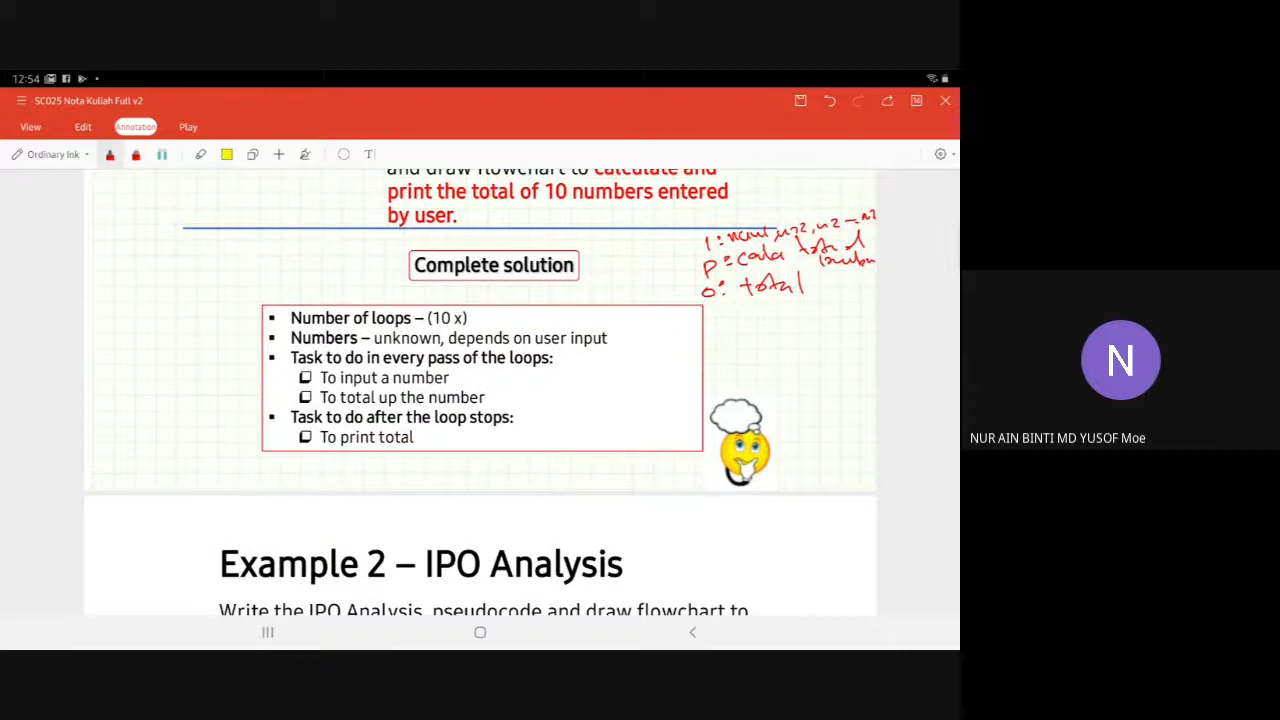 12:54
SC025 Nota Kuliah Full v2
View Edit Annotation Play
Ordinary Ink
and draw flowchart to calculate and
print the total of 10 numbers entered
by user.
I :
P : total
O : total
Complete solution
▪ Number of loops – (10 x)
▪ Numbers – unknown, depends on user input
▪ Task to do in every pass of the loops:
❑ To input a number
❑ To total up the number
▪ Task to do after the loop stops:
❑ To print total
N
NUR AIN BINTI MD YUSOF Moe
Example 2 – IPO Analysis
Write the IPO Analysis, pseudocode and draw flowchart to